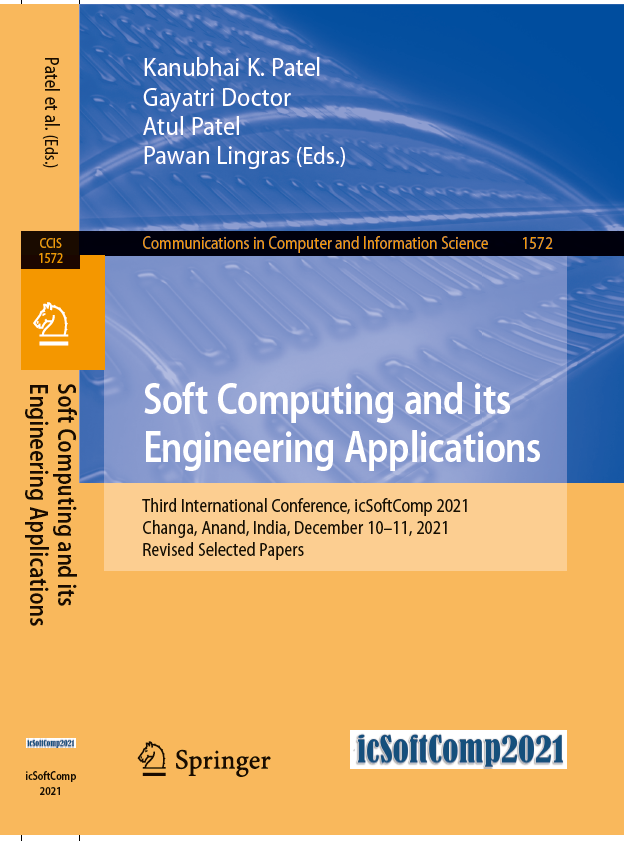 Patel et al. (Eds.)
CCIS
1572
Soft Computing and its
Engineering Applications
icSoftComp2021
icSoftComp
2021
Kanubhai K. Patel
Gayatri Doctor
Atul Patel
Pawan Lingras (Eds.)
Communications in Computer and Information Science 1572
Soft Computing and its
Engineering Applications
Third International Conference, icSoftComp 2021
Changa, Anand, India, December 10–11, 2021
Revised Selected Papers
Springer
icSoftComp2021